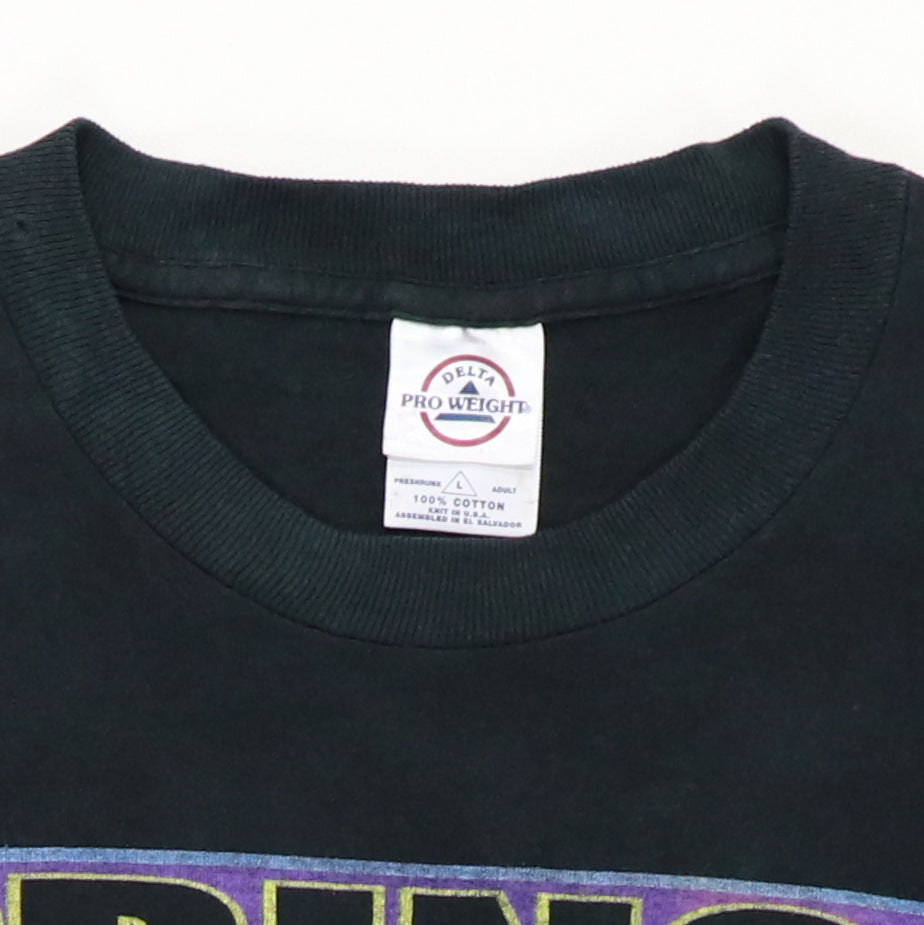 DELTA
PRO WEIGHT®
PRESHRUNK L ADULT
100% COTTON
KNIT IN U.S.A.
ASSEMBLED IN EL SALVADOR